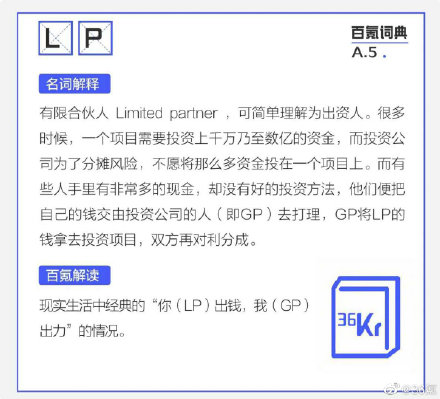 LP
百氪词典
A.5.
名词解释
有限合伙人 Limited partner ，可简单理解为出资人。很多
时候，一个项目需要投资上千万乃至数亿的资金，而投资公
司为了分摊风险，不愿将那么多资金投在一个项目上。而有
些人手里有非常多的现金，却没有好的投资方法，他们便把
自己的钱交由投资公司的人（即GP）去打理，GP将LP的
钱拿去投资项目，双方再对利分成。
百氪解读
现实生活中经典的“你（LP）出钱，我（GP）
出力”的情况。
36Kr
@36氪